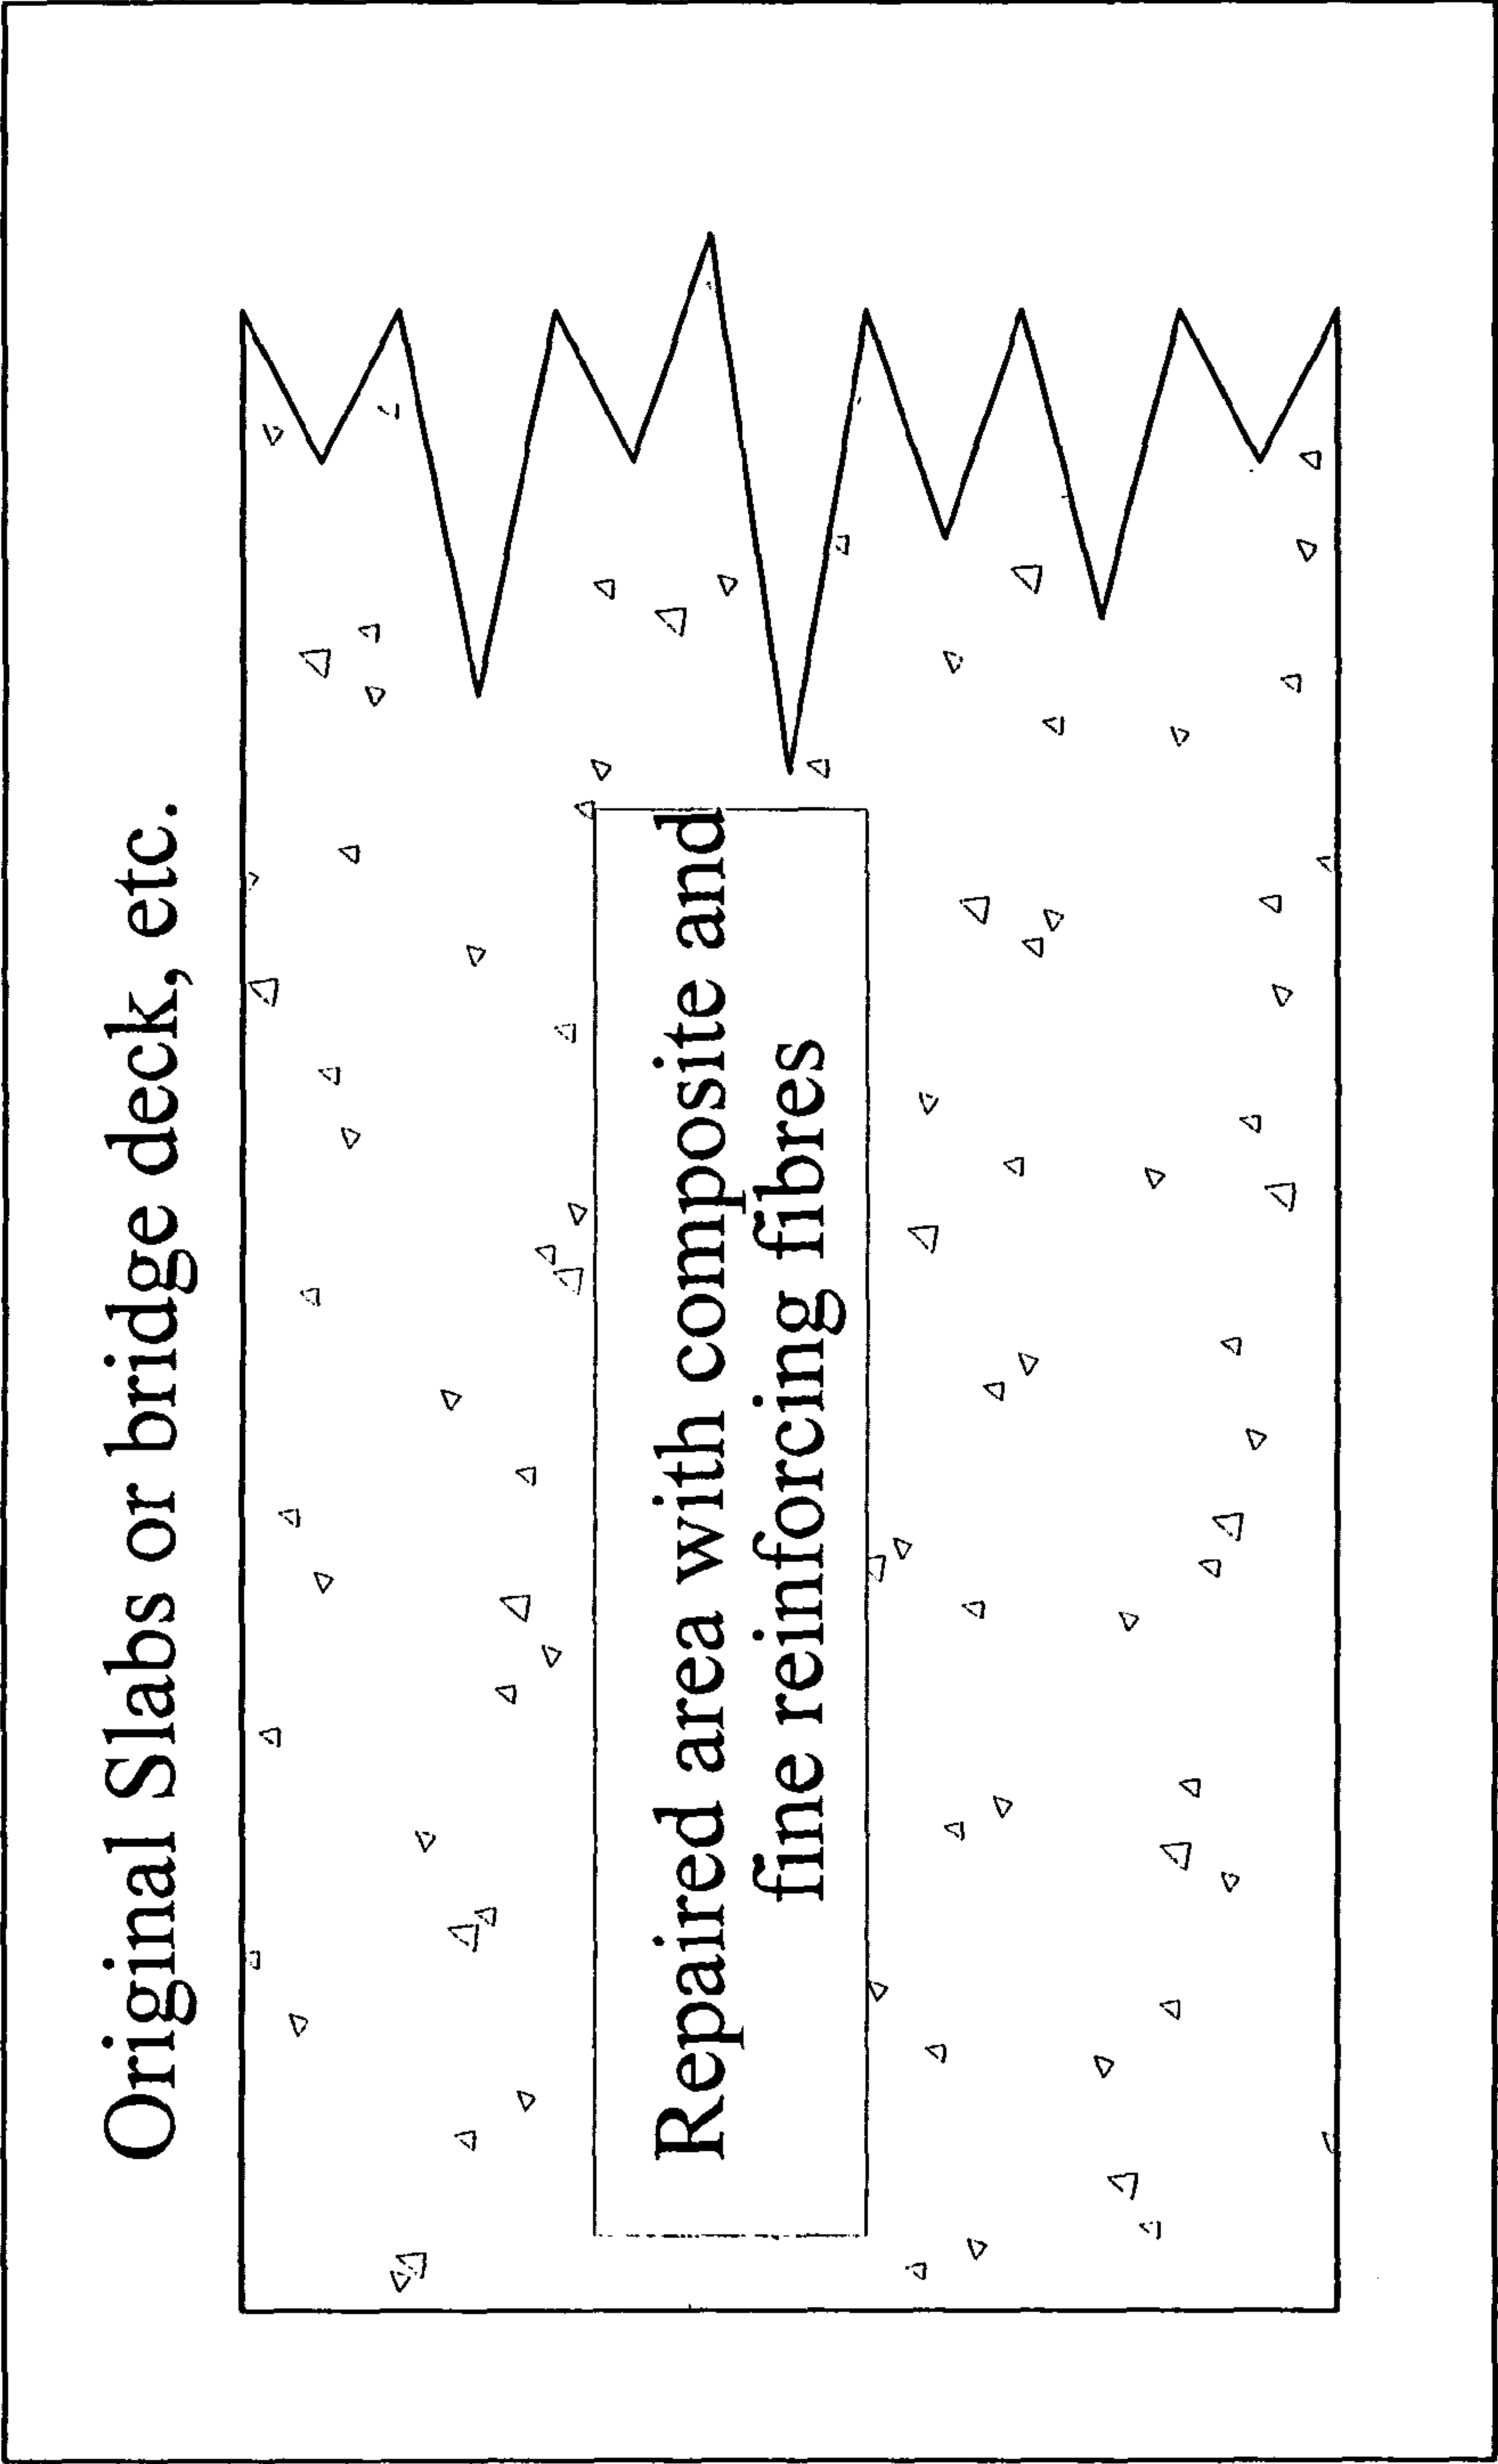 Original Slabs or bridge deck, etc.
Repaired area with composite and
fine reinforcing fibres